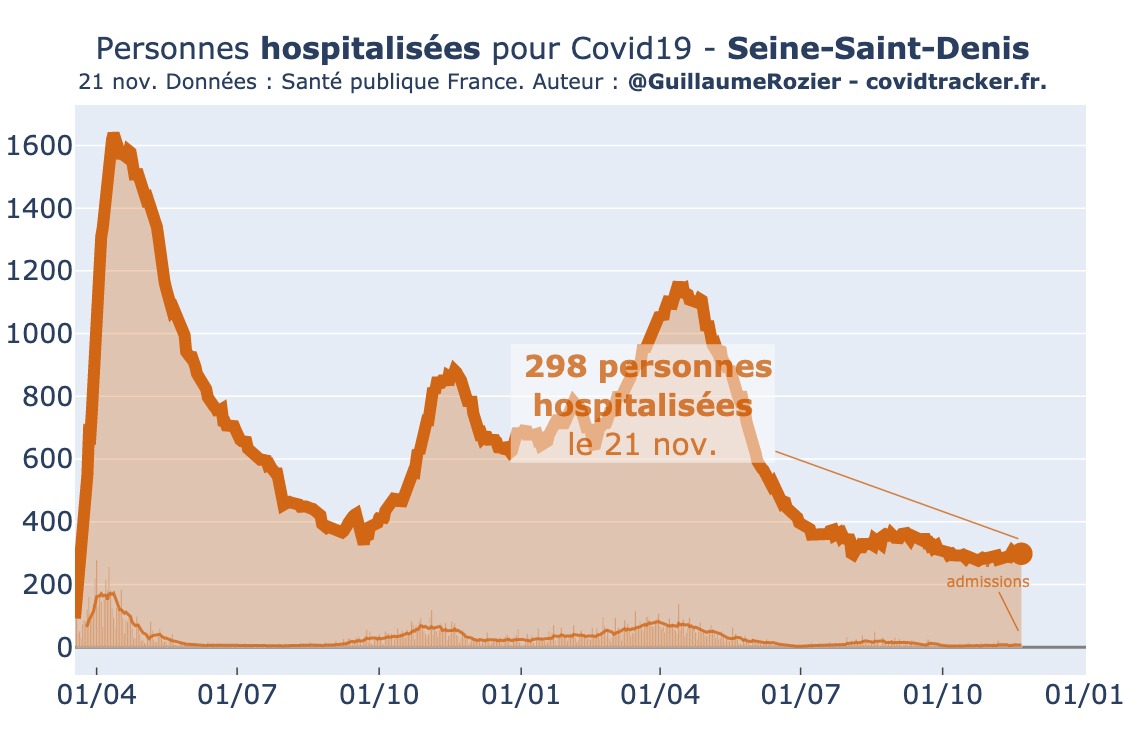 Personnes hospitalisées pour Covid19 - Seine-Saint-Denis
21 nov. Données : Santé publique France. Auteur : @GuillaumeRozier - covidtracker.fr.
1600
1400
1200
1000
800
600
400
200
0
298 personnes
hospitalisées
le 21 nov.
admissions
01/04
01/07
01/10
01/01
01/04
01/07
01/10
01/01